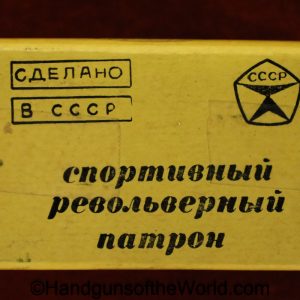 СДЕЛАНО
В СССР
СССР
спортивный
револьверный
патрон
© HandgunsoftheWorld.com